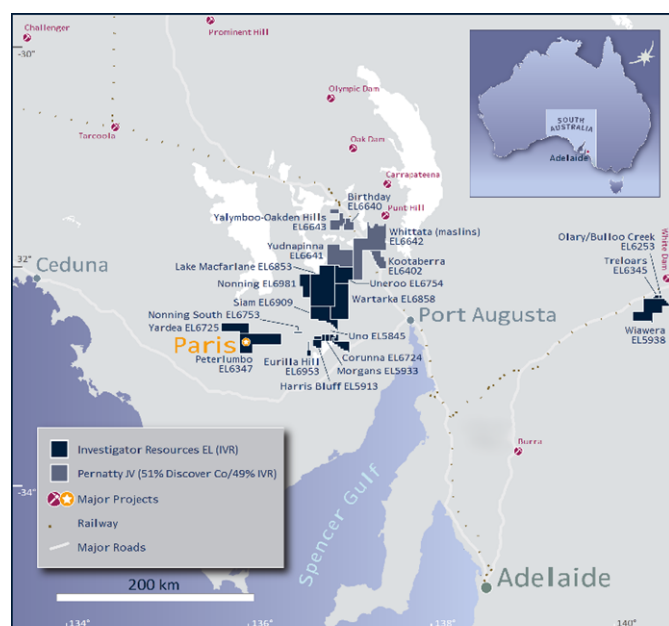 Challenger
Prominent Hill
-30°
Olympic Dam
SOUTH
AUSTRALIA
Adelaide
Tarcoola
Oak Dam
Carrapateena
Birthday
EL6640
Punt Hill
Yalymboo-Oakden Hills
EL6643
Whittata (maslins)
EL6642
Yudnapinna
EL6641
Kootaberra
EL6402
Olary/Bulloo Creek
EL6253
Treloars
EL6345
White Dam
-32°
Ceduna
Lake Macfarlane EL6853
Uneroo EL6754
Nonning EL6981
Wartarka EL6858
Siam EL6909
Nonning South EL6753
Port Augusta
Yardea EL6725
Uno EL5845
Wiawera
EL5938
Paris
Peterlumbo
EL6347
Eurilla Hill
EL6953
Corunna EL6724
Morgans EL5933
Harris Bluff EL5913
Burra
Investigator Resources EL (IVR)
Pernatty JV (51% Discover Co/49% IVR)
Major Projects
Railway
Major Roads
-34°
Spencer Gulf
200 km
Adelaide
134°
136°
138°
140°